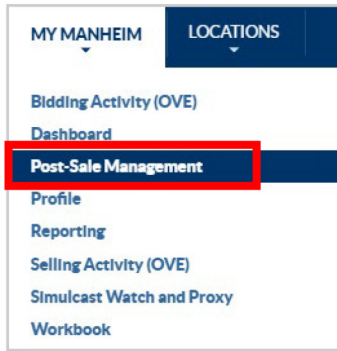 MY MANHEIM
LOCATIONS
Bidding Activity (OVE)
Dashboard
Post-Sale Management
Profile
Reporting
Selling Activity (OVE)
Simulcast Watch and Proxy
Workbook